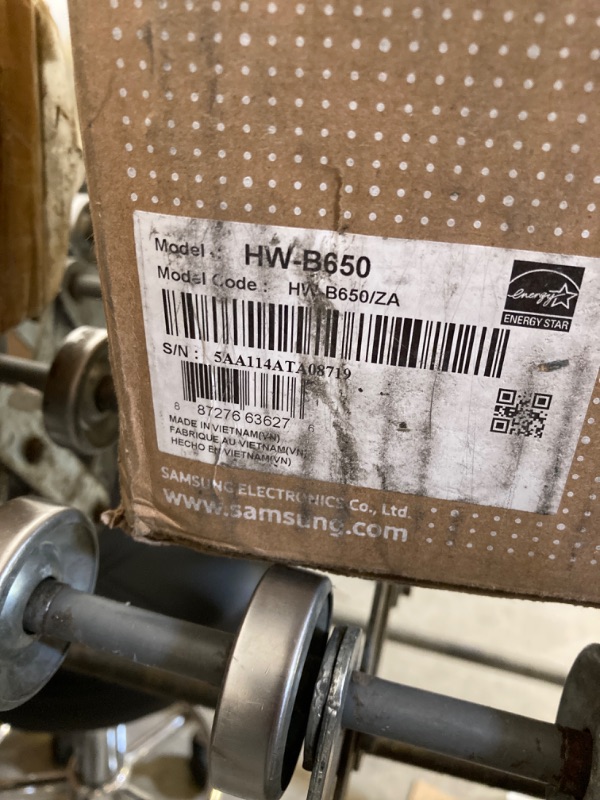 Model : HW-B650
Model Code : HW-B650/ZA
energy
ENERGY STAR
S/N : 5AA114ATA08719
8 87276 63627 6
MADE IN VIETNAM(VN)
FABRIQUE AU VIETNAM(VN)
HECHO EN VIETNAM(VN)
SAMSUNG ELECTRONICS Co., Ltd.
www.samsung.com